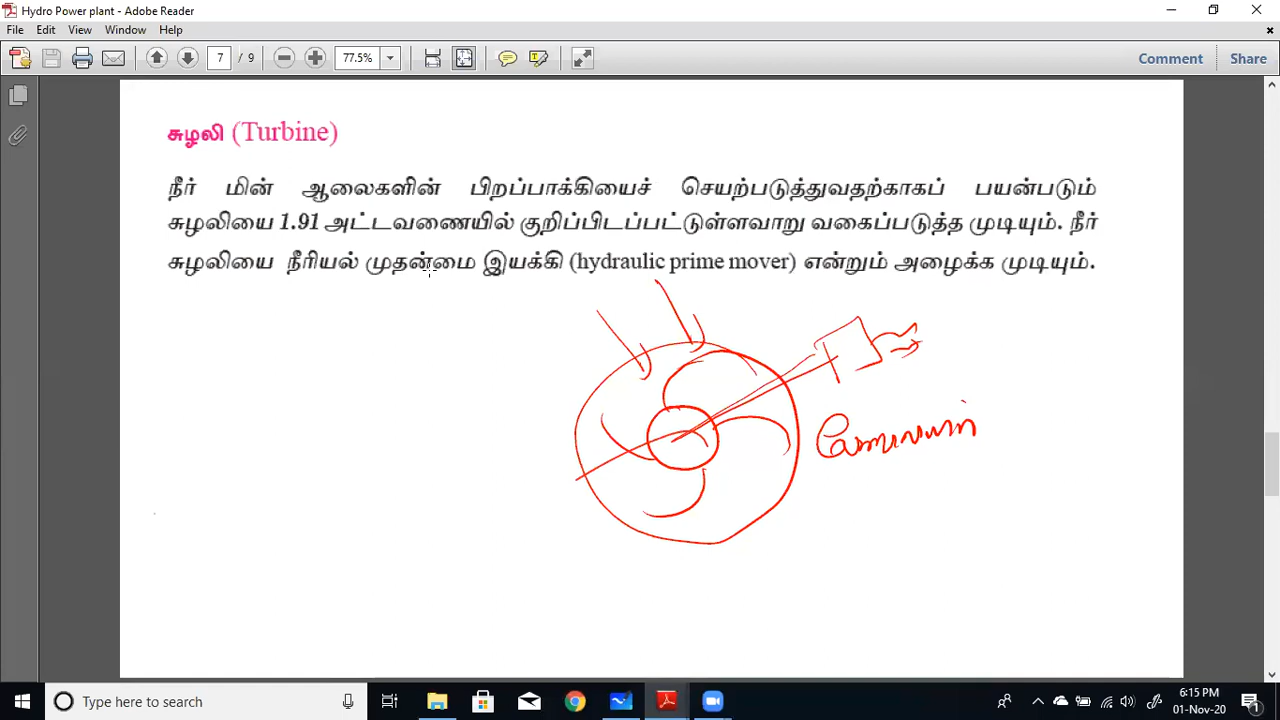 Hydro Power plant - Adobe Reader
File Edit View Window Help
7 / 9 77.5% Comment Share
சுழலி (Turbine)
நீர் மின் ஆலைகளின் பிறப்பாக்கியைச் செயற்படுத்துவதற்காகப் பயன்படும்
சுழலியை 1.91 அட்டவணையில் குறிப்பிடப்பட்டுள்ளவாறு வகைப்படுத்த முடியும். நீர்
சுழலியை நீரியல் முதன்மை இயக்கி (hydraulic prime mover) என்றும் அழைக்க முடியும்.
Type here to search
6:15 PM
01-Nov-20
1